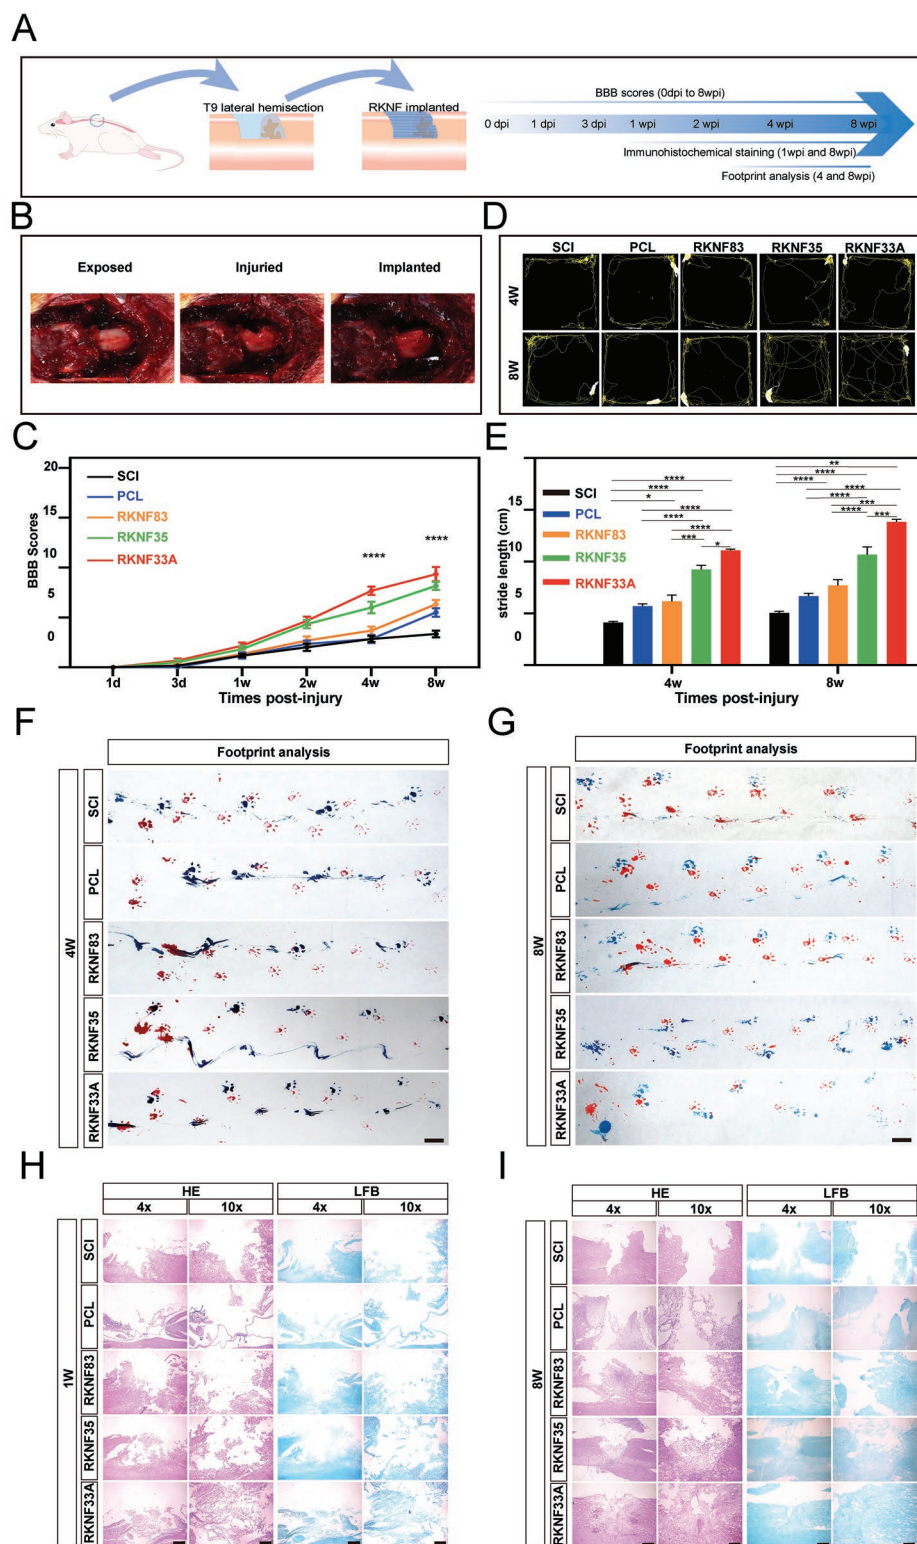 A
T9 lateral hemisection
RKNF implanted
BBB scores (0dpi to 8wpi)
0 dpi 1 dpi 3 dpi 1 wpi 2 wpi 4 wpi 8 wpi
Immunohistochemical staining (1wpi and 8wpi)
Footprint analysis (4 and 8wpi)
B
Exposed Injuried Implanted
D
SCI PCL RKNF83 RKNF35 RKNF33A
4W
8W
C
BBB Scores
20
15
10
5
0
SCI
PCL
RKNF83
RKNF35
RKNF33A
**** ****
1d 3d 1w 2w 4w 8w
Times post-injury
E
stride length (cm)
15
10
5
0
SCI
PCL
RKNF83
RKNF35
RKNF33A
****
****
*
****
****
****
***
*
**
****
****
****
****
***
****
***
4w 8w
Times post-injury
F
Footprint analysis
4W
SCI
PCL
RKNF83
RKNF35
RKNF33A
G
Footprint analysis
8W
SCI
PCL
RKNF83
RKNF35
RKNF33A
H
HE LFB
4x 10x 4x 10x
1W
SCI
PCL
RKNF83
RKNF35
RKNF33A
I
HE LFB
4x 10x 4x 10x
8W
SCI
PCL
RKNF83
RKNF35
RKNF33A